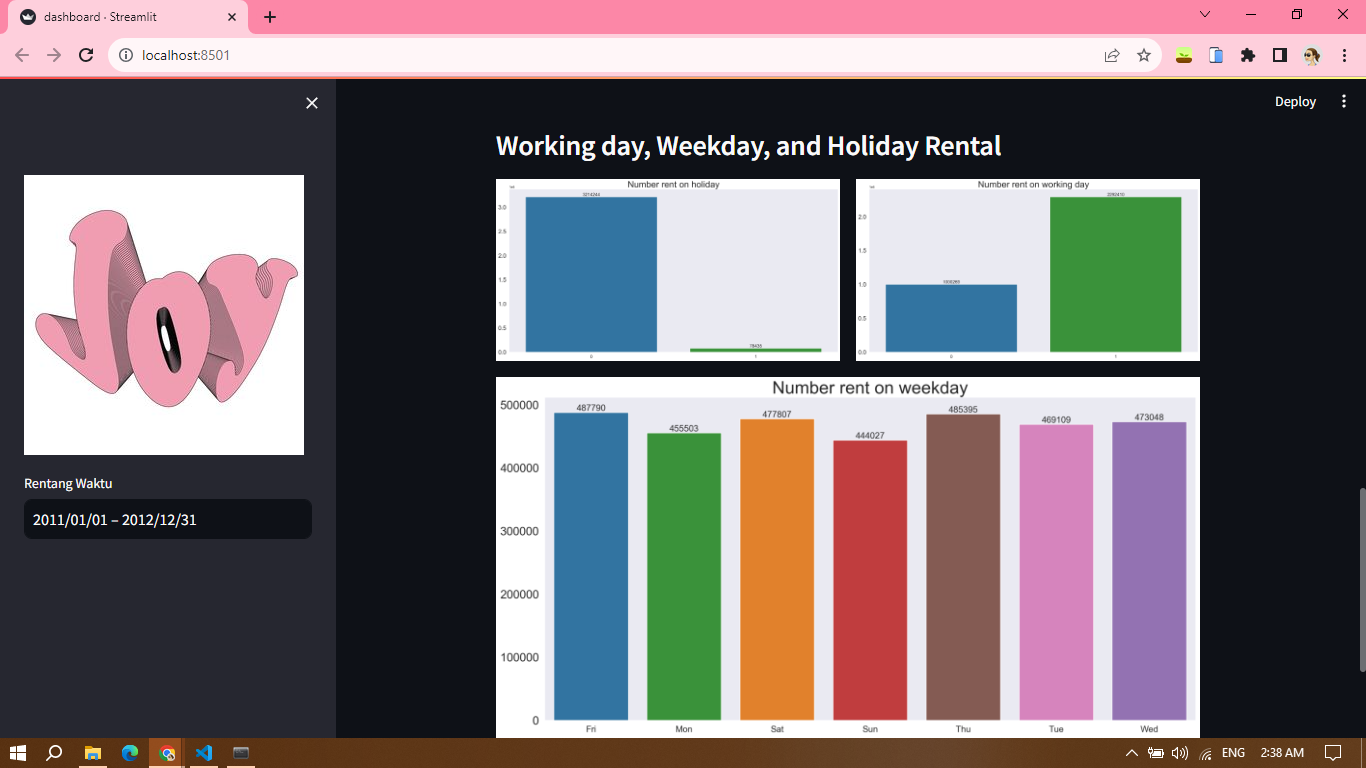 dashboard · Streamlit
localhost:8501
Deploy
Joy
Rentang Waktu
2011/01/01 – 2012/12/31
Working day, Weekday, and Holiday Rental
Number rent on holiday
3214244
3.0
2.5
2.0
1.5
1.0
0.5
0.0
78435
0
1
Number rent on working day
2292410
2.0
1.5
1.0
0.5
0.0
1000269
0
1
Number rent on weekday
500000
400000
300000
200000
100000
0
487790
455503
477807
444027
485395
469109
473048
Fri
Mon
Sat
Sun
Thu
Tue
Wed
ENG
2:38 AM